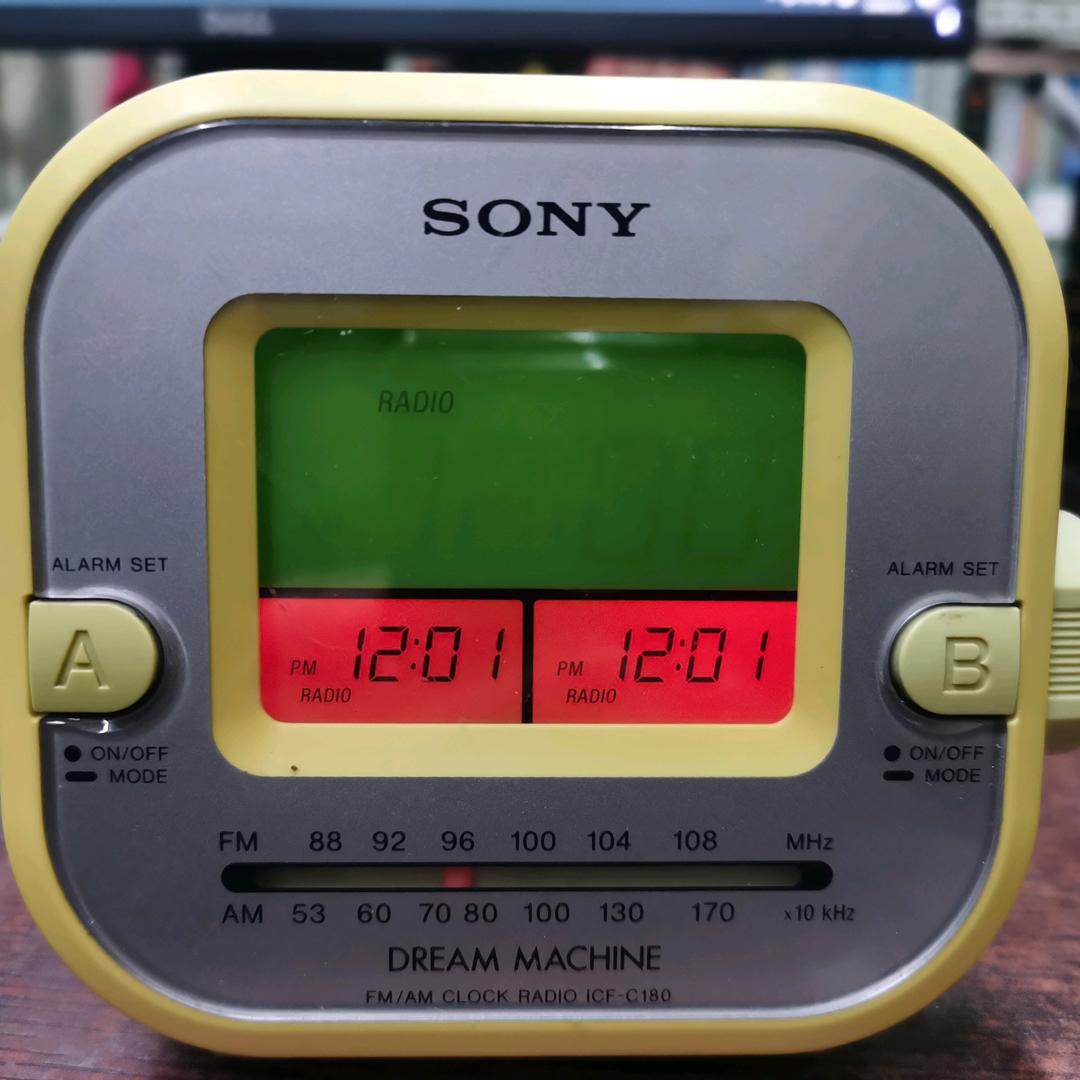 SONY
RADIO
ALARM SET
ALARM SET
A
PM 12:01
RADIO
PM 12:01
RADIO
B
ON/OFF
MODE
ON/OFF
MODE
FM 88 92 96 100 104 108 MHz
AM 53 60 70 80 100 130 170 x10 kHz
DREAM MACHINE
FM/AM CLOCK RADIO ICF-C180